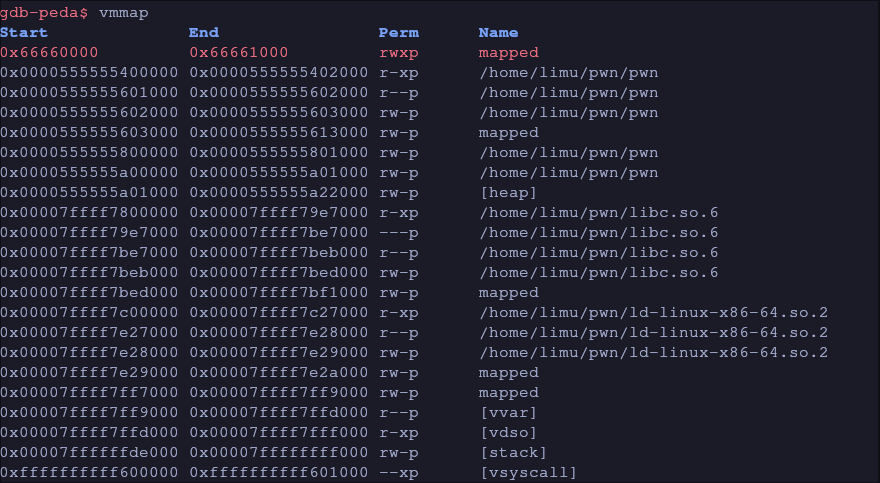 gdb-peda$ vmmap
Start End Perm Name
0x66660000 0x66661000 rwxp mapped
0x0000555555400000 0x0000555555402000 r-xp /home/limu/pwn/pwn
0x0000555555601000 0x0000555555602000 r--p /home/limu/pwn/pwn
0x0000555555602000 0x0000555555603000 rw-p /home/limu/pwn/pwn
0x0000555555603000 0x0000555555613000 rw-p mapped
0x0000555555800000 0x0000555555801000 rw-p /home/limu/pwn/pwn
0x0000555555a00000 0x0000555555a01000 rw-p /home/limu/pwn/pwn
0x0000555555a01000 0x0000555555a22000 rw-p [heap]
0x00007ffff7800000 0x00007ffff79e7000 r-xp /home/limu/pwn/libc.so.6
0x00007ffff79e7000 0x00007ffff7be7000 ---p /home/limu/pwn/libc.so.6
0x00007ffff7be7000 0x00007ffff7beb000 r--p /home/limu/pwn/libc.so.6
0x00007ffff7beb000 0x00007ffff7bed000 rw-p /home/limu/pwn/libc.so.6
0x00007ffff7bed000 0x00007ffff7bf1000 rw-p mapped
0x00007ffff7c00000 0x00007ffff7c27000 r-xp /home/limu/pwn/ld-linux-x86-64.so.2
0x00007ffff7e27000 0x00007ffff7e28000 r--p /home/limu/pwn/ld-linux-x86-64.so.2
0x00007ffff7e28000 0x00007ffff7e29000 rw-p /home/limu/pwn/ld-linux-x86-64.so.2
0x00007ffff7e29000 0x00007ffff7e2a000 rw-p mapped
0x00007ffff7ff7000 0x00007ffff7ff9000 rw-p mapped
0x00007ffff7ff9000 0x00007ffff7ffd000 r--p [vvar]
0x00007ffff7ffd000 0x00007ffff7fff000 r-xp [vdso]
0x00007ffffffde000 0x00007ffffffff000 rw-p [stack]
0xffffffffff600000 0xffffffffff601000 --xp [vsyscall]